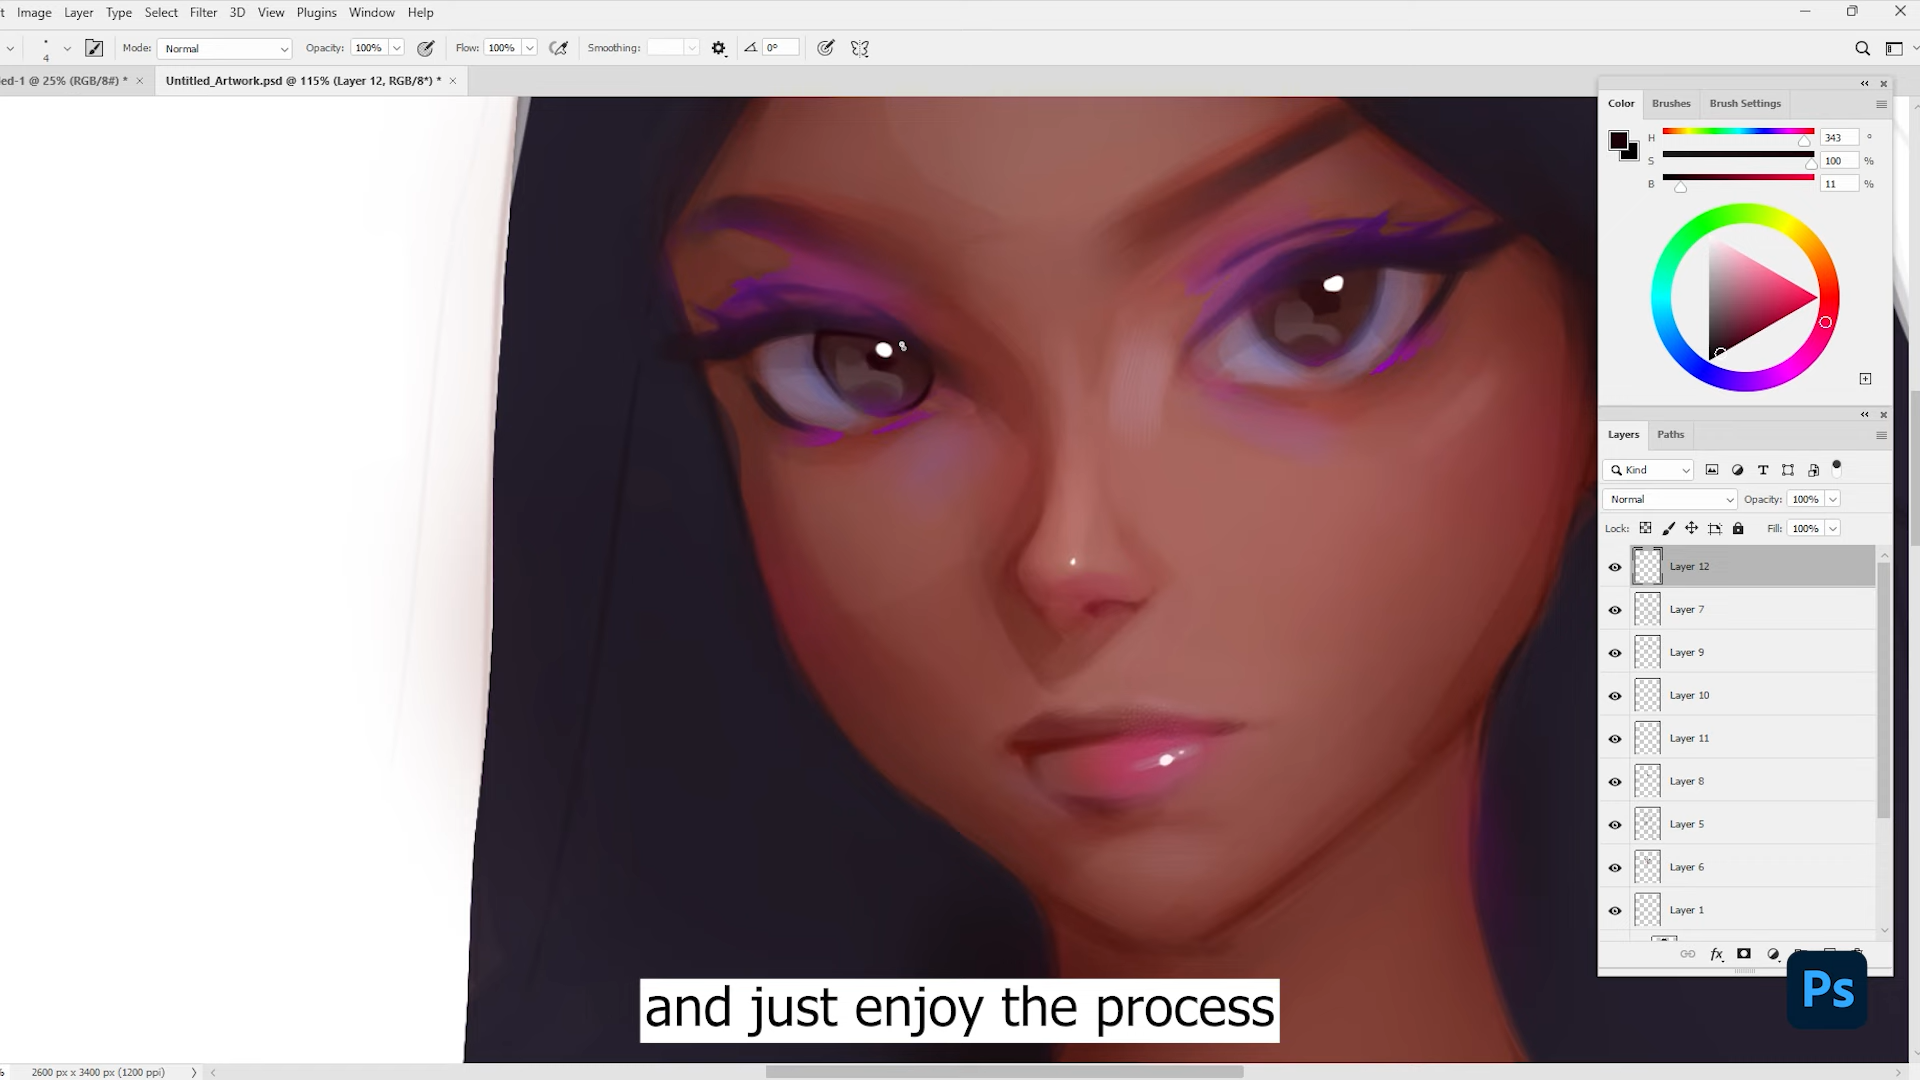 t Image Layer Type Select Filter 3D View Plugins Window Help
4 Mode: Normal Opacity: 100% Flow: 100% Smoothing: 0°
ed-1 @ 25% (RGB/8#) * Untitled_Artwork.psd @ 115% (Layer 12, RGB/8*) *
Color Brushes Brush Settings
H 343 °
S 100 %
B 11 %
Layers Paths
Kind
Normal Opacity: 100%
Lock: Fill: 100%
Layer 12
Layer 7
Layer 9
Layer 10
Layer 11
Layer 8
Layer 5
Layer 6
Layer 1
fx
Ps
and just enjoy the process
% 2600 px x 3400 px (1200 ppi)